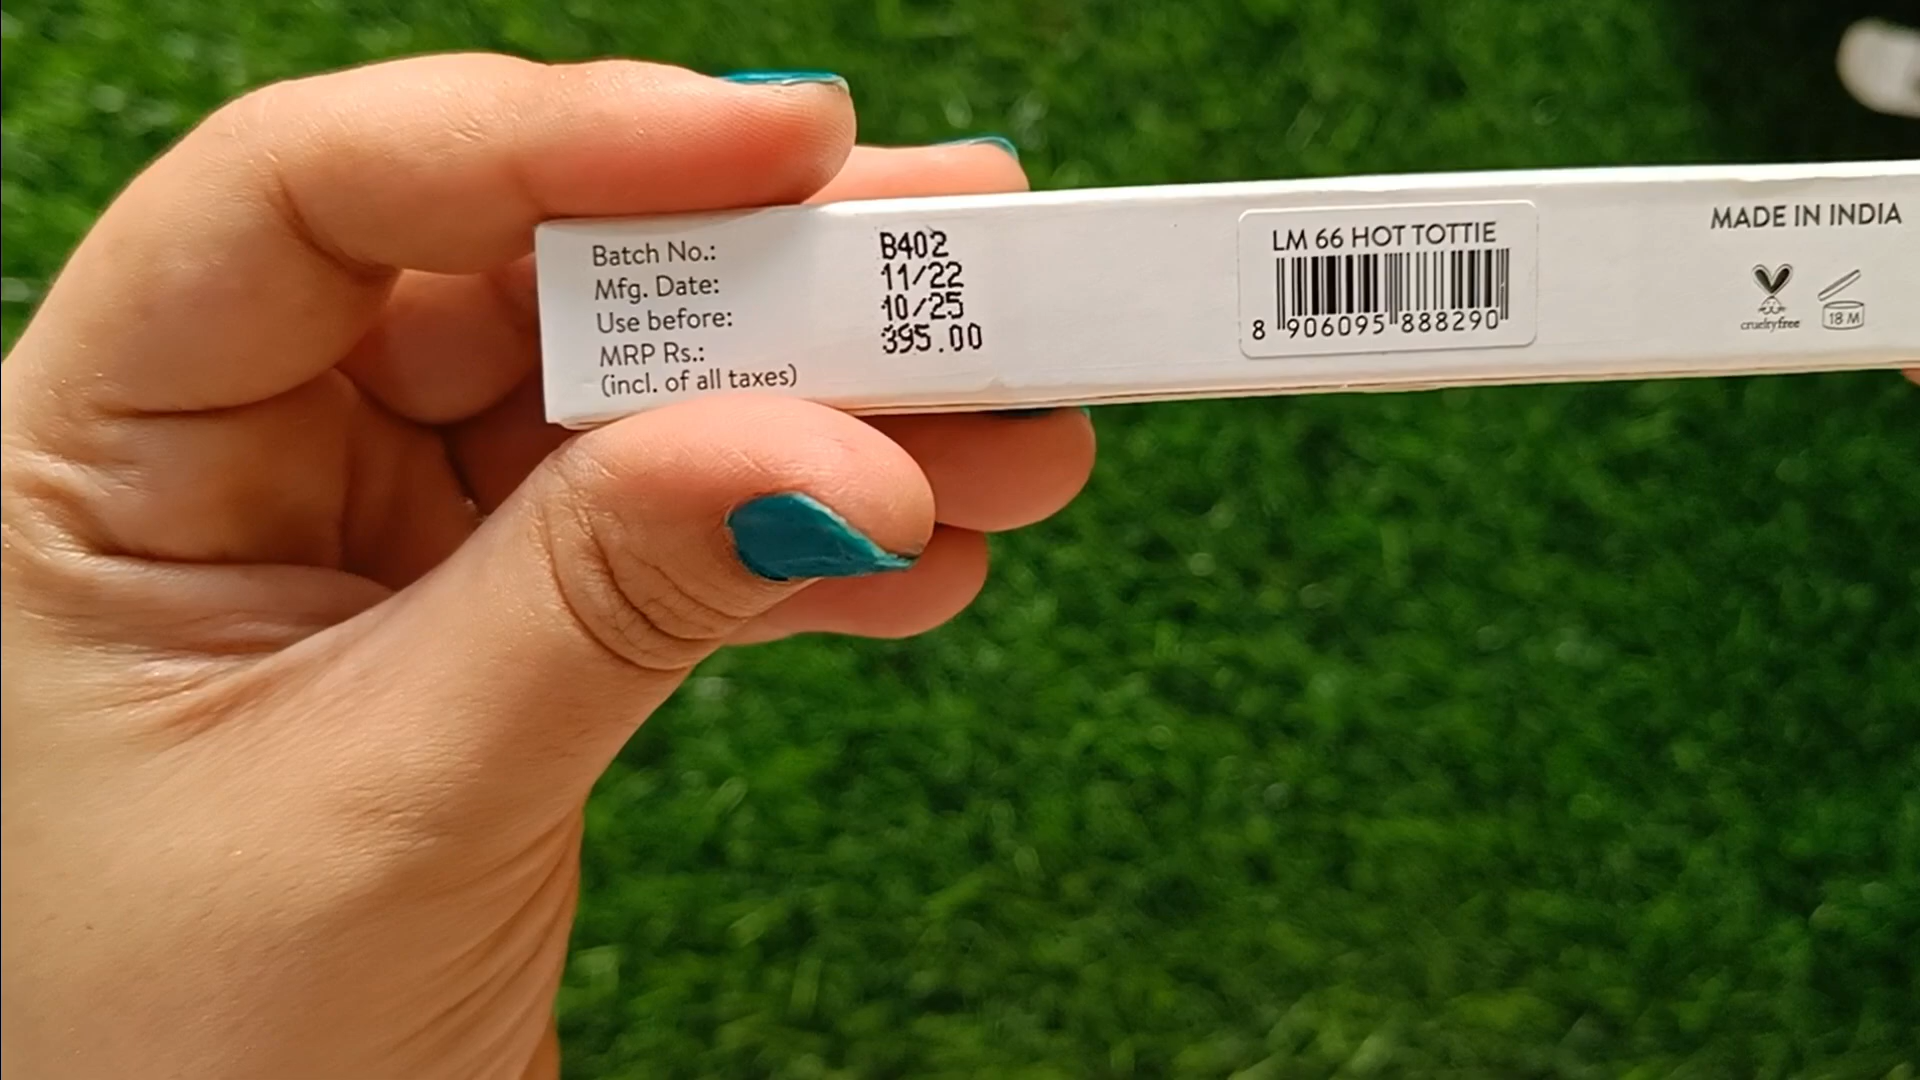 Batch No.: B402
Mfg. Date: 11/22
Use before: 10/25
MRP Rs.: 395.00
(incl. of all taxes)
LM 66 HOT TOTTIE
8 906095 888290
MADE IN INDIA
crueltyfree
18 M